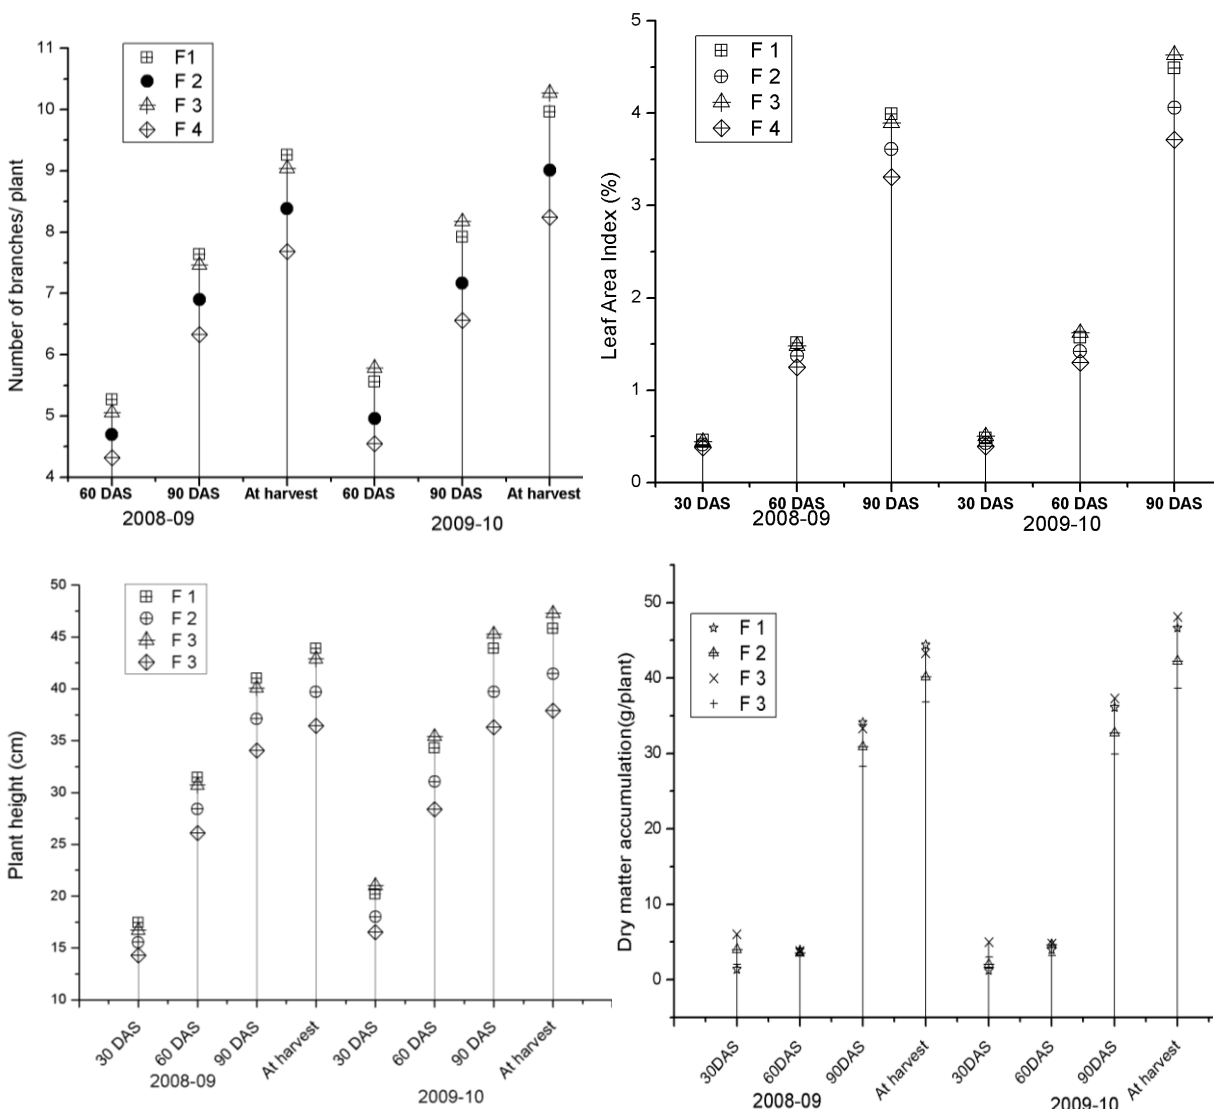 11
10
9
8
7
6
5
4
Number of branches/ plant
F1
F 2
F 3
F 4
60 DAS 90 DAS At harvest 60 DAS 90 DAS At harvest
2008-09 2009-10
5
4
3
2
1
0
Leaf Area Index (%)
F 1
F 2
F 3
F 4
30 DAS 60 DAS 90 DAS 30 DAS 60 DAS 90 DAS
2008-09 2009-10
50
45
40
35
30
25
20
15
10
Plant height (cm)
F 1
F 2
F 3
F 3
30 DAS 60 DAS 90 DAS At harvest 30 DAS 60 DAS 90 DAS At harvest
2008-09 2009-10
50
40
30
20
10
0
Dry matter accumulation(g/plant)
F 1
F 2
F 3
F 3
30DAS 60DAS 90DAS At harvest 30DAS 60DAS 90DAS At harvest
2008-09 2009-10